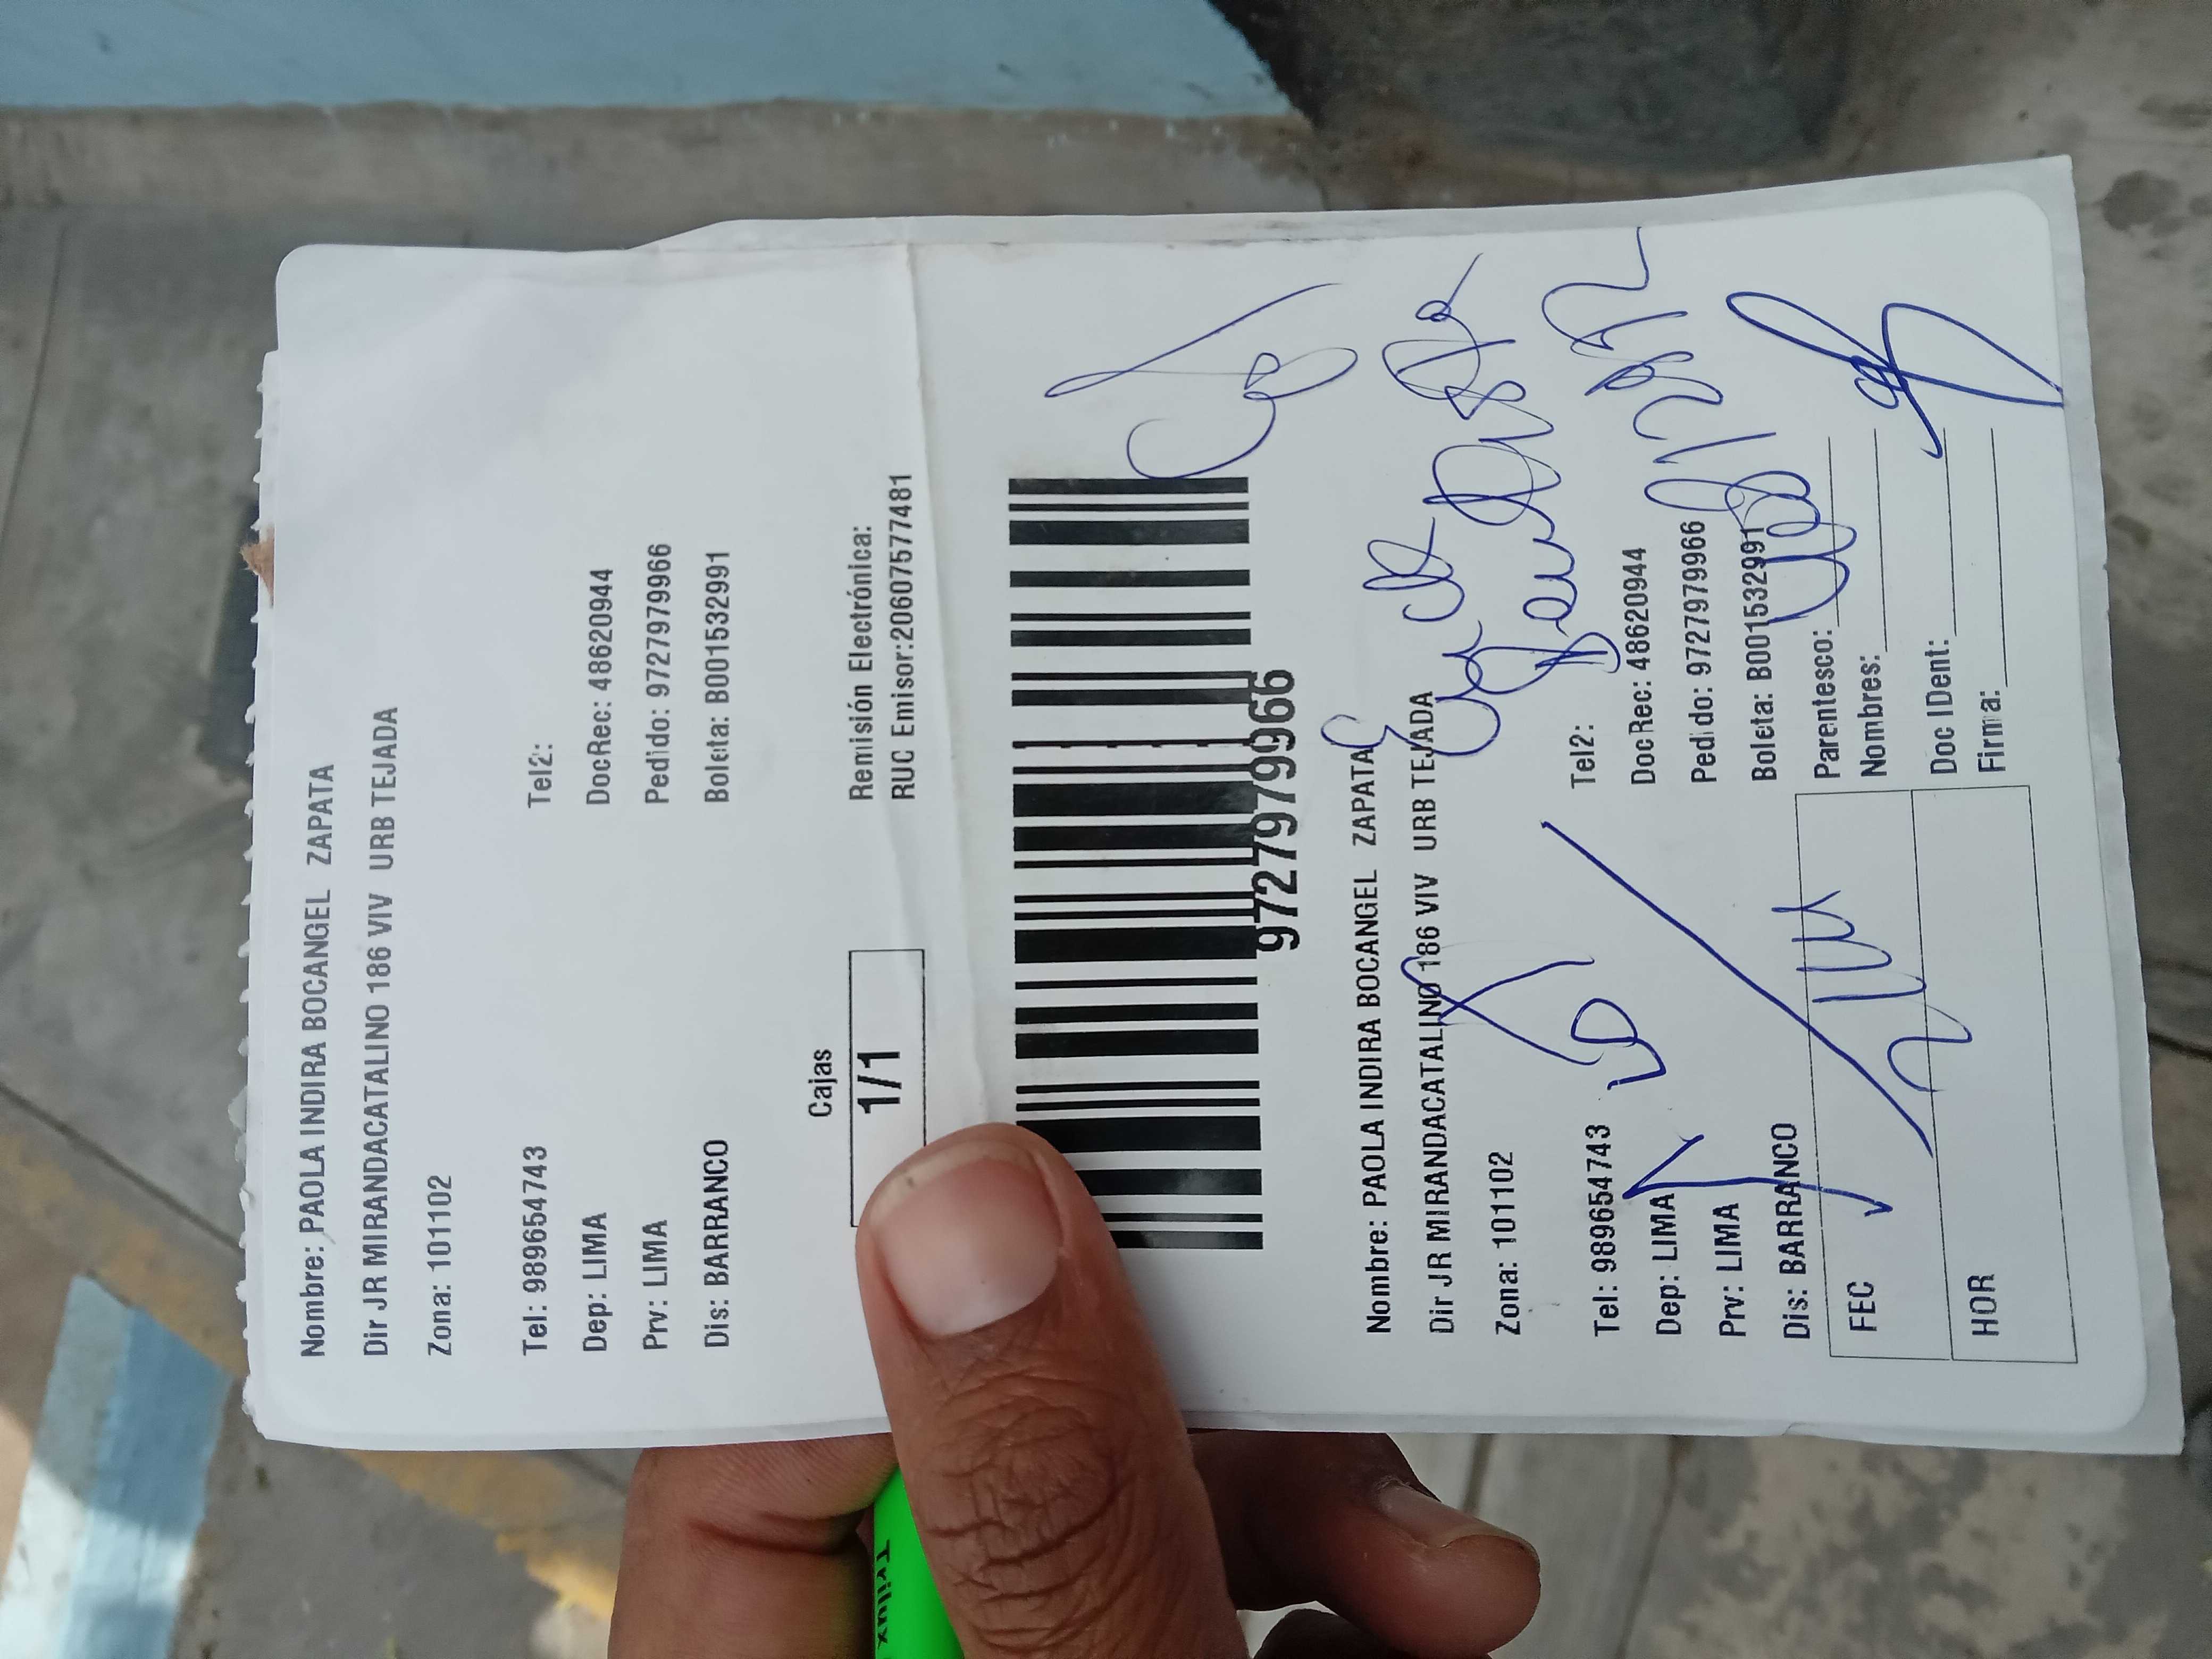 Nombre: PAOLA INDIRA BOCANGEL ZAPATA
Dir JR MIRANDACATALINO 186 VIV URB TEJADA
Zona: 101102
Tel: 989654743 Tel2:
Dep: LIMA DocRec: 48620944
Prv: LIMA Pedido: 9727979966
Dis: BARRANCO Boleta: B001532991
Cajas
1/1
Remisión Electrónica:
RUC Emisor:20607577481
9727979966
Nombre: PAOLA INDIRA BOCANGEL ZAPATA
Dir JR MIRANDACATALINO 186 VIV URB TEJADA
Zona: 101102
Tel: 989654743 Tel2:
Dep: LIMA DocRec: 48620944
Prv: LIMA Pedido: 9727979966
Dis: BARRANCO Boleta: B001532991
FEC
HOR
Parentesco:
Nombres:
Doc IDent:
Firma:
Trilux